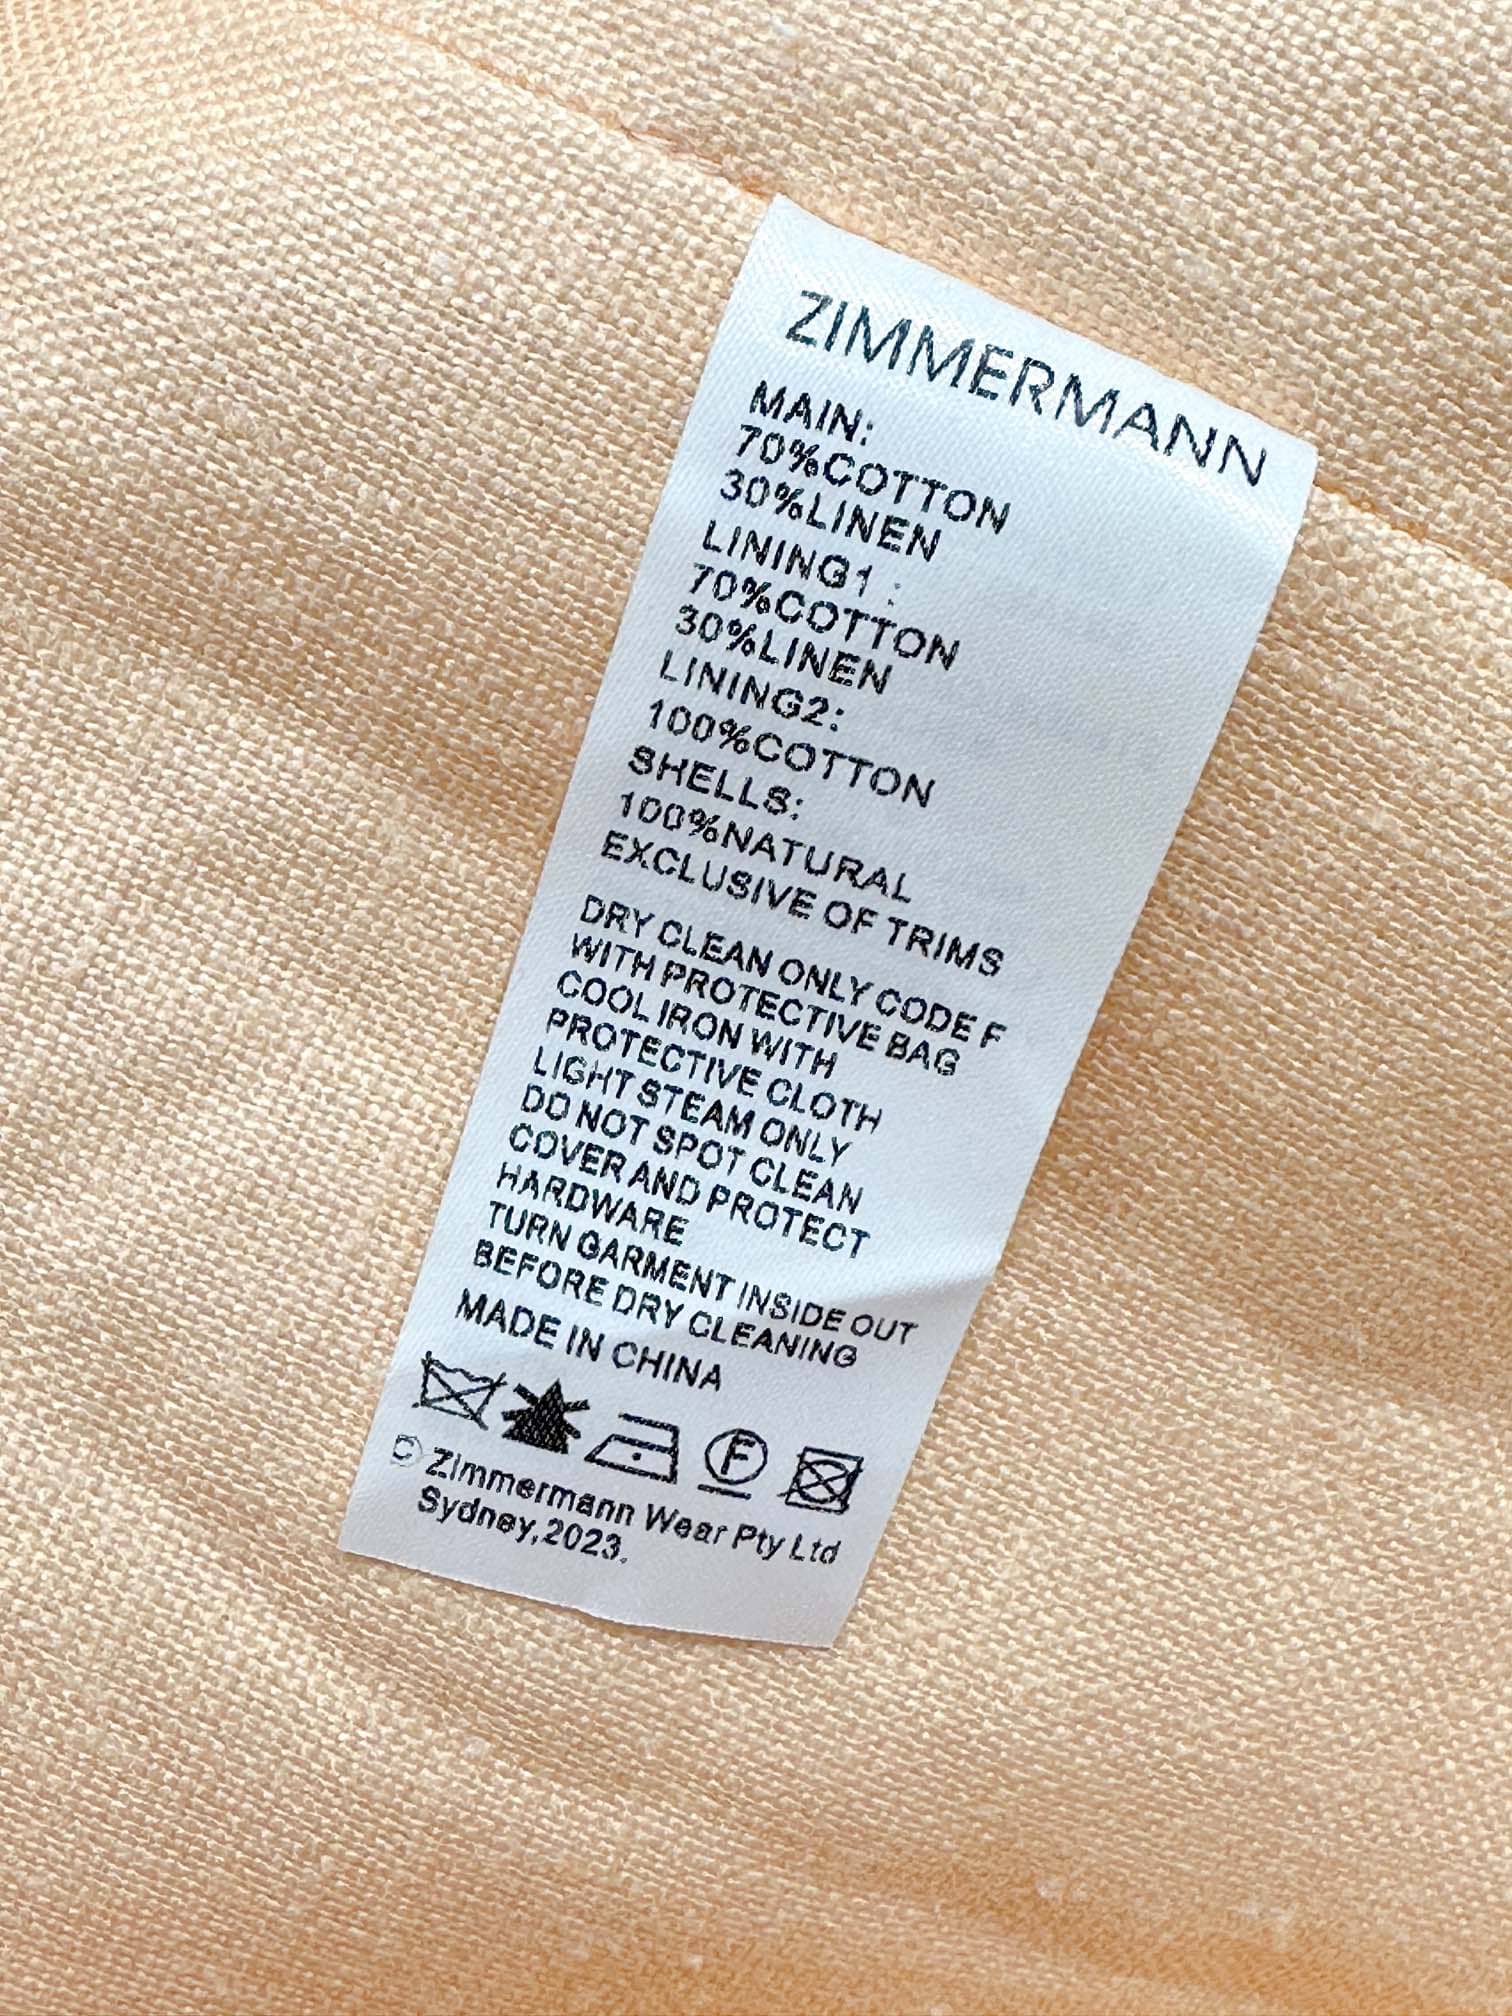 ZIMMERMANN
MAIN:
70%COTTON
30%LINEN
LINING1 :
70%COTTON
30%LINEN
LINING2:
100%COTTON
SHELLS:
100%NATURAL
EXCLUSIVE OF TRIMS
DRY CLEAN ONLY CODE F
WITH PROTECTIVE BAG
COOL IRON WITH
PROTECTIVE CLOTH
LIGHT STEAM ONLY
DO NOT SPOT CLEAN
COVER AND PROTECT
HARDWARE
TURN GARMENT INSIDE OUT
BEFORE DRY CLEANING
MADE IN CHINA
F
© Zimmermann Wear Pty Ltd
Sydney,2023.